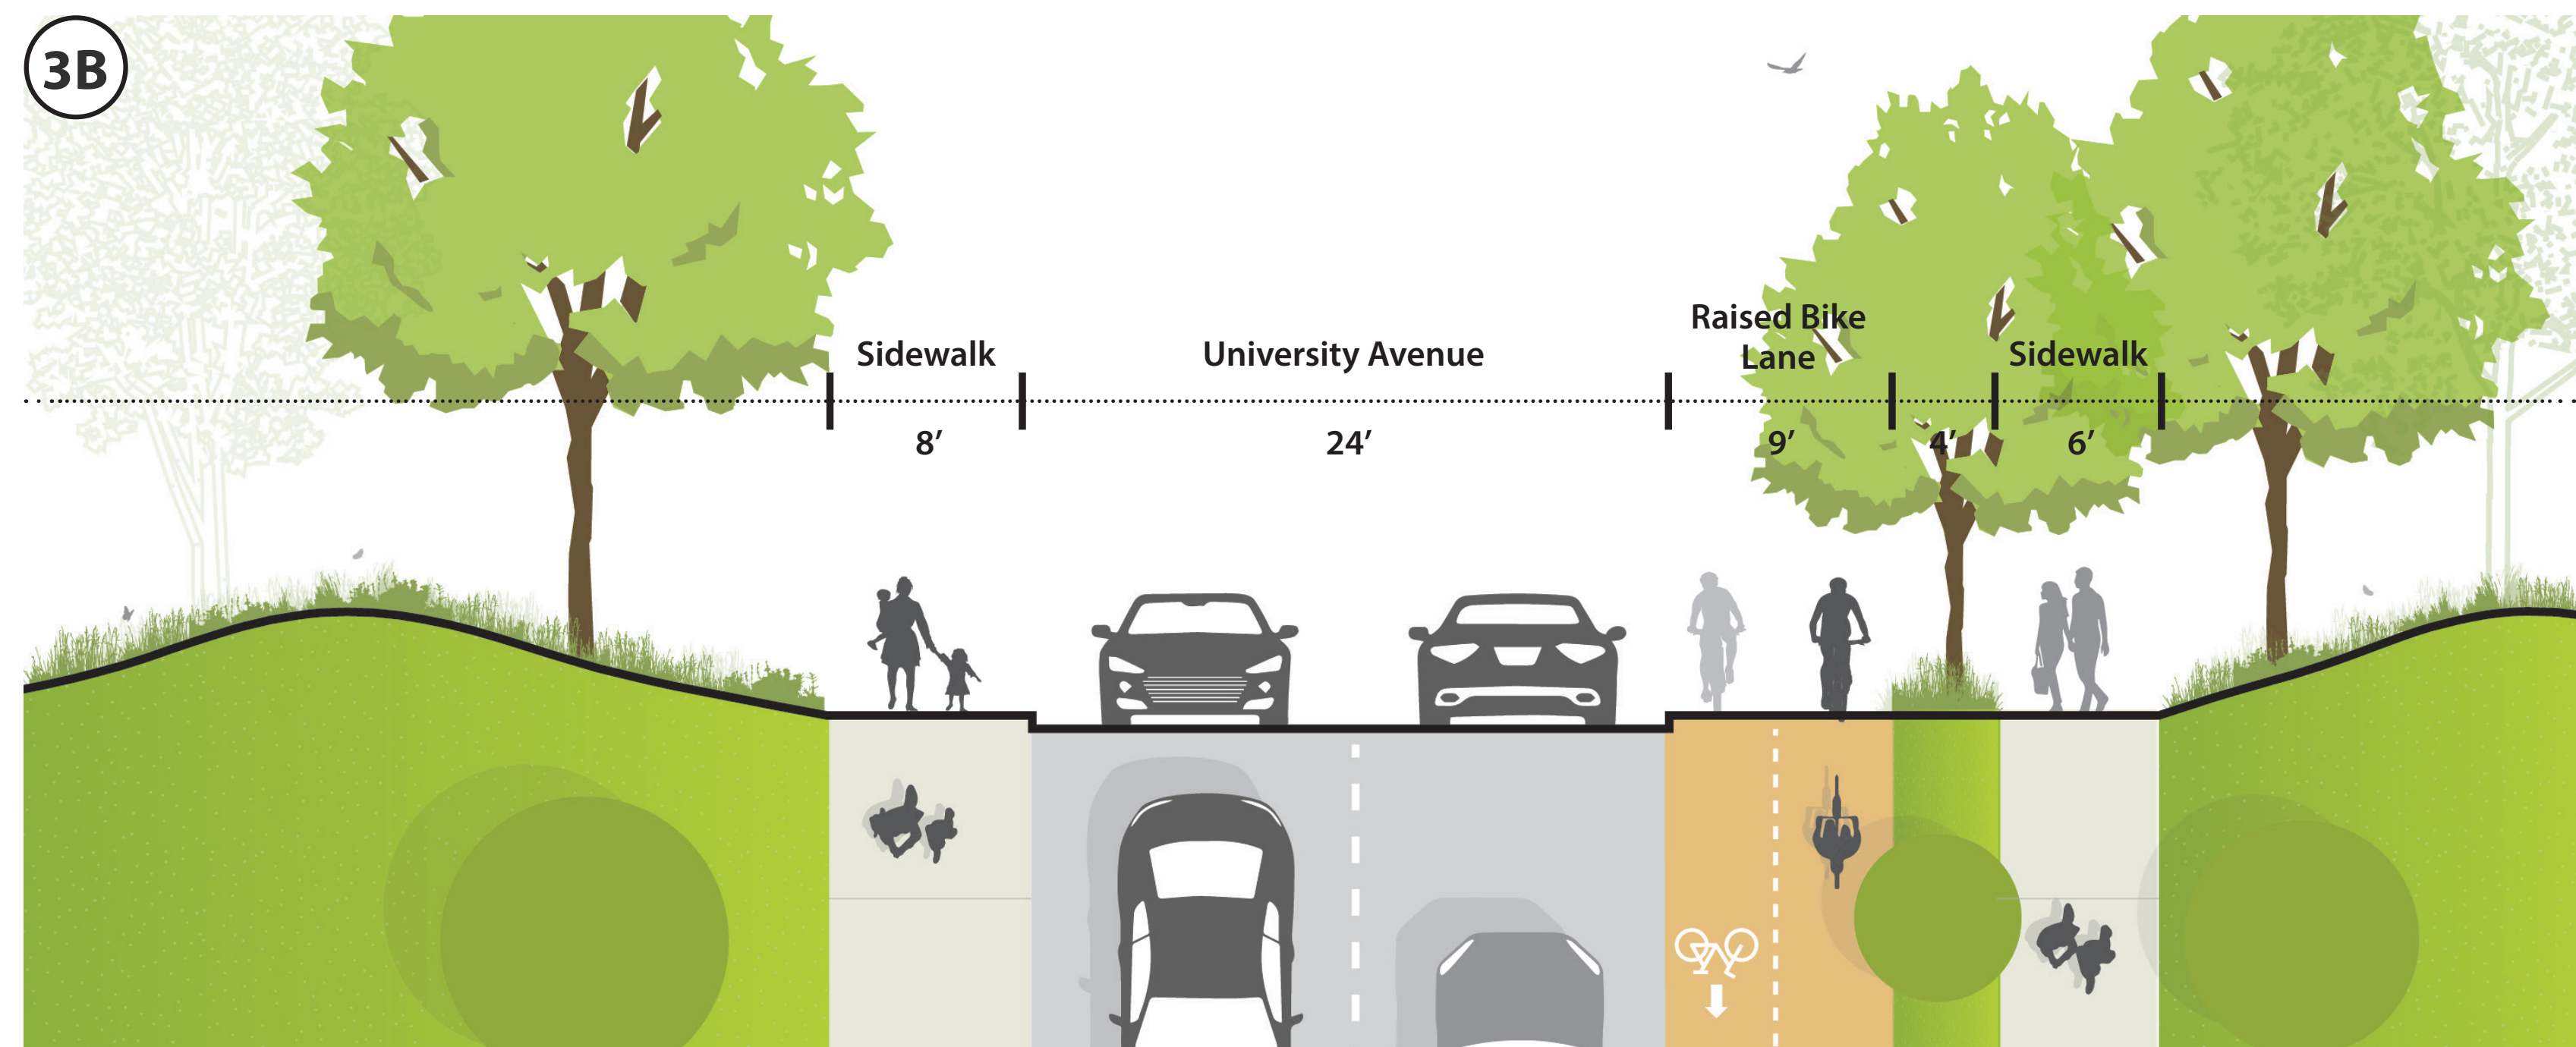 3B
Sidewalk
University Avenue
Raised Bike
Lane
Sidewalk
8’
24’
9’
4’
6’